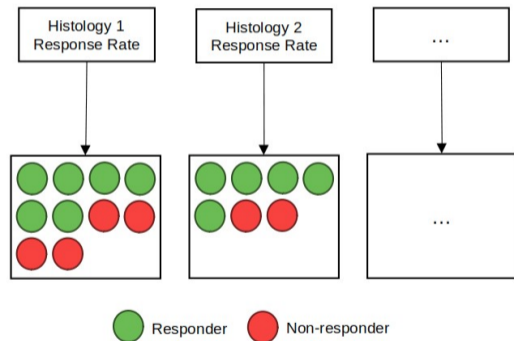 Histology 1
Response Rate
Histology 2
Response Rate
...
...
Responder
Non-responder